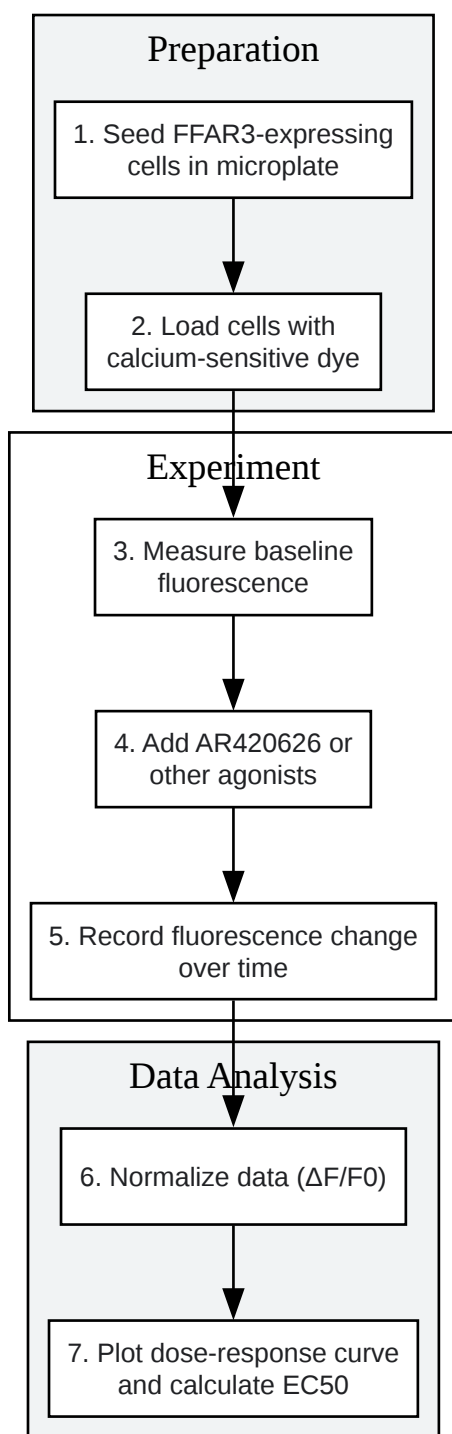 Preparation
1. Seed FFAR3-expressing
cells in microplate
2. Load cells with
calcium-sensitive dye
Experiment
3. Measure baseline
fluorescence
4. Add AR420626 or
other agonists
5. Record fluorescence change
over time
Data Analysis
6. Normalize data (ΔF/F0)
7. Plot dose-response curve
and calculate EC50